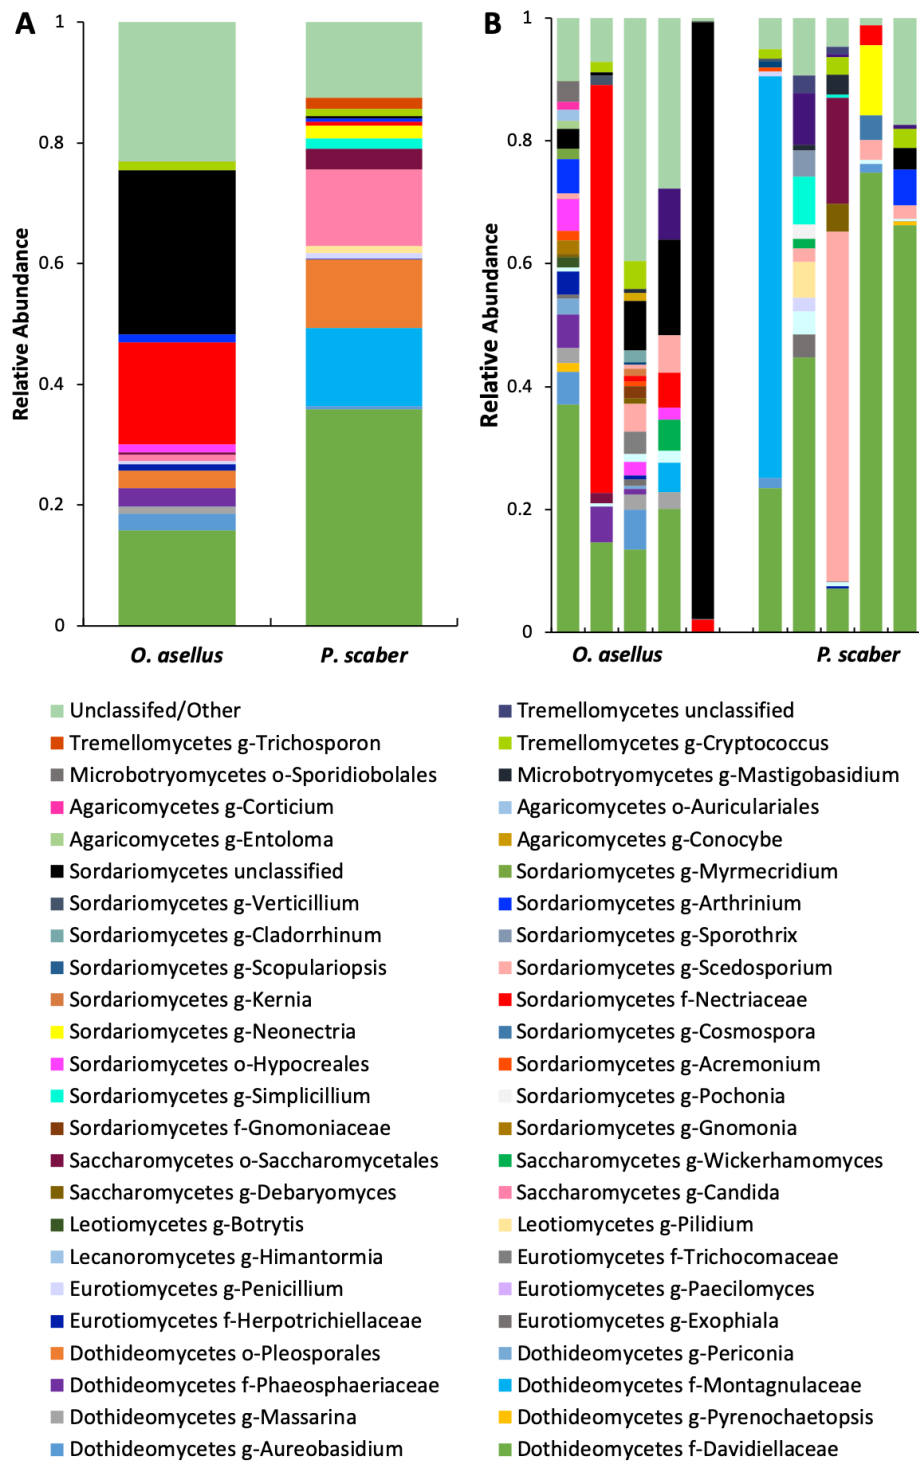 A
B
1
0.8
0.6
0.4
0.2
0
Relative Abundance
O. asellus
P. scaber
1
0.8
0.6
0.4
0.2
0
Relative Abundance
O. asellus
P. scaber
Unclassifed/Other
Tremellomycetes unclassified
Tremellomycetes g-Trichosporon
Tremellomycetes g-Cryptococcus
Microbotryomycetes o-Sporidiobolales
Microbotryomycetes g-Mastigobasidium
Agaricomycetes g-Corticium
Agaricomycetes o-Auriculariales
Agaricomycetes g-Entoloma
Agaricomycetes g-Conocybe
Sordariomycetes unclassified
Sordariomycetes g-Myrmecridium
Sordariomycetes g-Verticillium
Sordariomycetes g-Arthrinium
Sordariomycetes g-Cladorrhinum
Sordariomycetes g-Sporothrix
Sordariomycetes g-Scopulariopsis
Sordariomycetes g-Scedosporium
Sordariomycetes g-Kernia
Sordariomycetes f-Nectriaceae
Sordariomycetes g-Neonectria
Sordariomycetes g-Cosmospora
Sordariomycetes o-Hypocreales
Sordariomycetes g-Acremonium
Sordariomycetes g-Simplicillium
Sordariomycetes g-Pochonia
Sordariomycetes f-Gnomoniaceae
Sordariomycetes g-Gnomonia
Saccharomycetes o-Saccharomycetales
Saccharomycetes g-Wickerhamomyces
Saccharomycetes g-Debaryomyces
Saccharomycetes g-Candida
Leotiomycetes g-Botrytis
Leotiomycetes g-Pilidium
Lecanoromycetes g-Himantormia
Eurotiomycetes f-Trichocomaceae
Eurotiomycetes g-Penicillium
Eurotiomycetes g-Paecilomyces
Eurotiomycetes f-Herpotrichiellaceae
Eurotiomycetes g-Exophiala
Dothideomycetes o-Pleosporales
Dothideomycetes g-Periconia
Dothideomycetes f-Phaeosphaeriaceae
Dothideomycetes f-Montagnulaceae
Dothideomycetes g-Massarina
Dothideomycetes g-Pyrenochaetopsis
Dothideomycetes g-Aureobasidium
Dothideomycetes f-Davidiellaceae